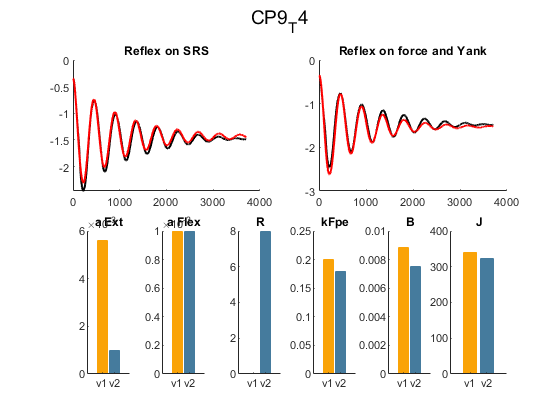 CP9_T4
Reflex on SRS
Reflex on force and Yank
0
-0.5
-1
-1.5
-2
0 1000 2000 3000 4000
0
-1
-2
-3
0 1000 2000 3000 4000
a Ext
a Flex
R
kFpe
B
J
6
4
2
0
v1 v2
1
0.8
0.6
0.4
0.2
0
v1 v2
8
6
4
2
0
v1 v2
0.25
0.2
0.15
0.1
0.05
0
v1 v2
0.01
0.008
0.006
0.004
0.002
0
v1 v2
400
300
200
100
0
v1 v2